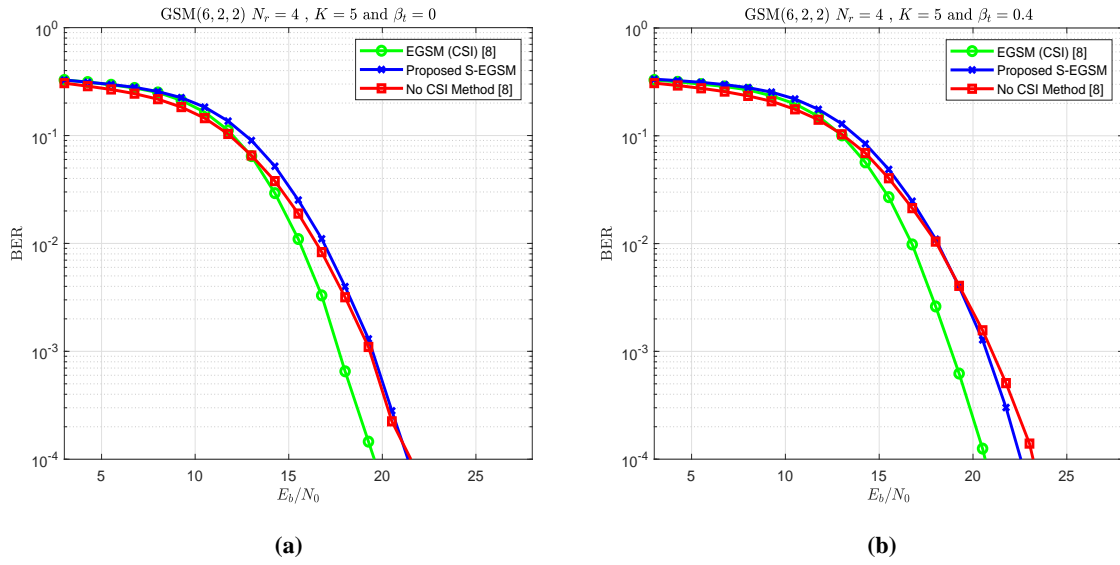 GSM(6,2,2) N_r = 4 , K = 5 and β_t = 0
10^0
10^-1
10^-2
10^-3
10^-4
BER
5 10 15 20 25
E_b/N_0
EGSM (CSI) [8]
Proposed S-EGSM
No CSI Method [8]
(a)
GSM(6,2,2) N_r = 4 , K = 5 and β_t = 0.4
10^0
10^-1
10^-2
10^-3
10^-4
BER
5 10 15 20 25
E_b/N_0
EGSM (CSI) [8]
Proposed S-EGSM
No CSI Method [8]
(b)